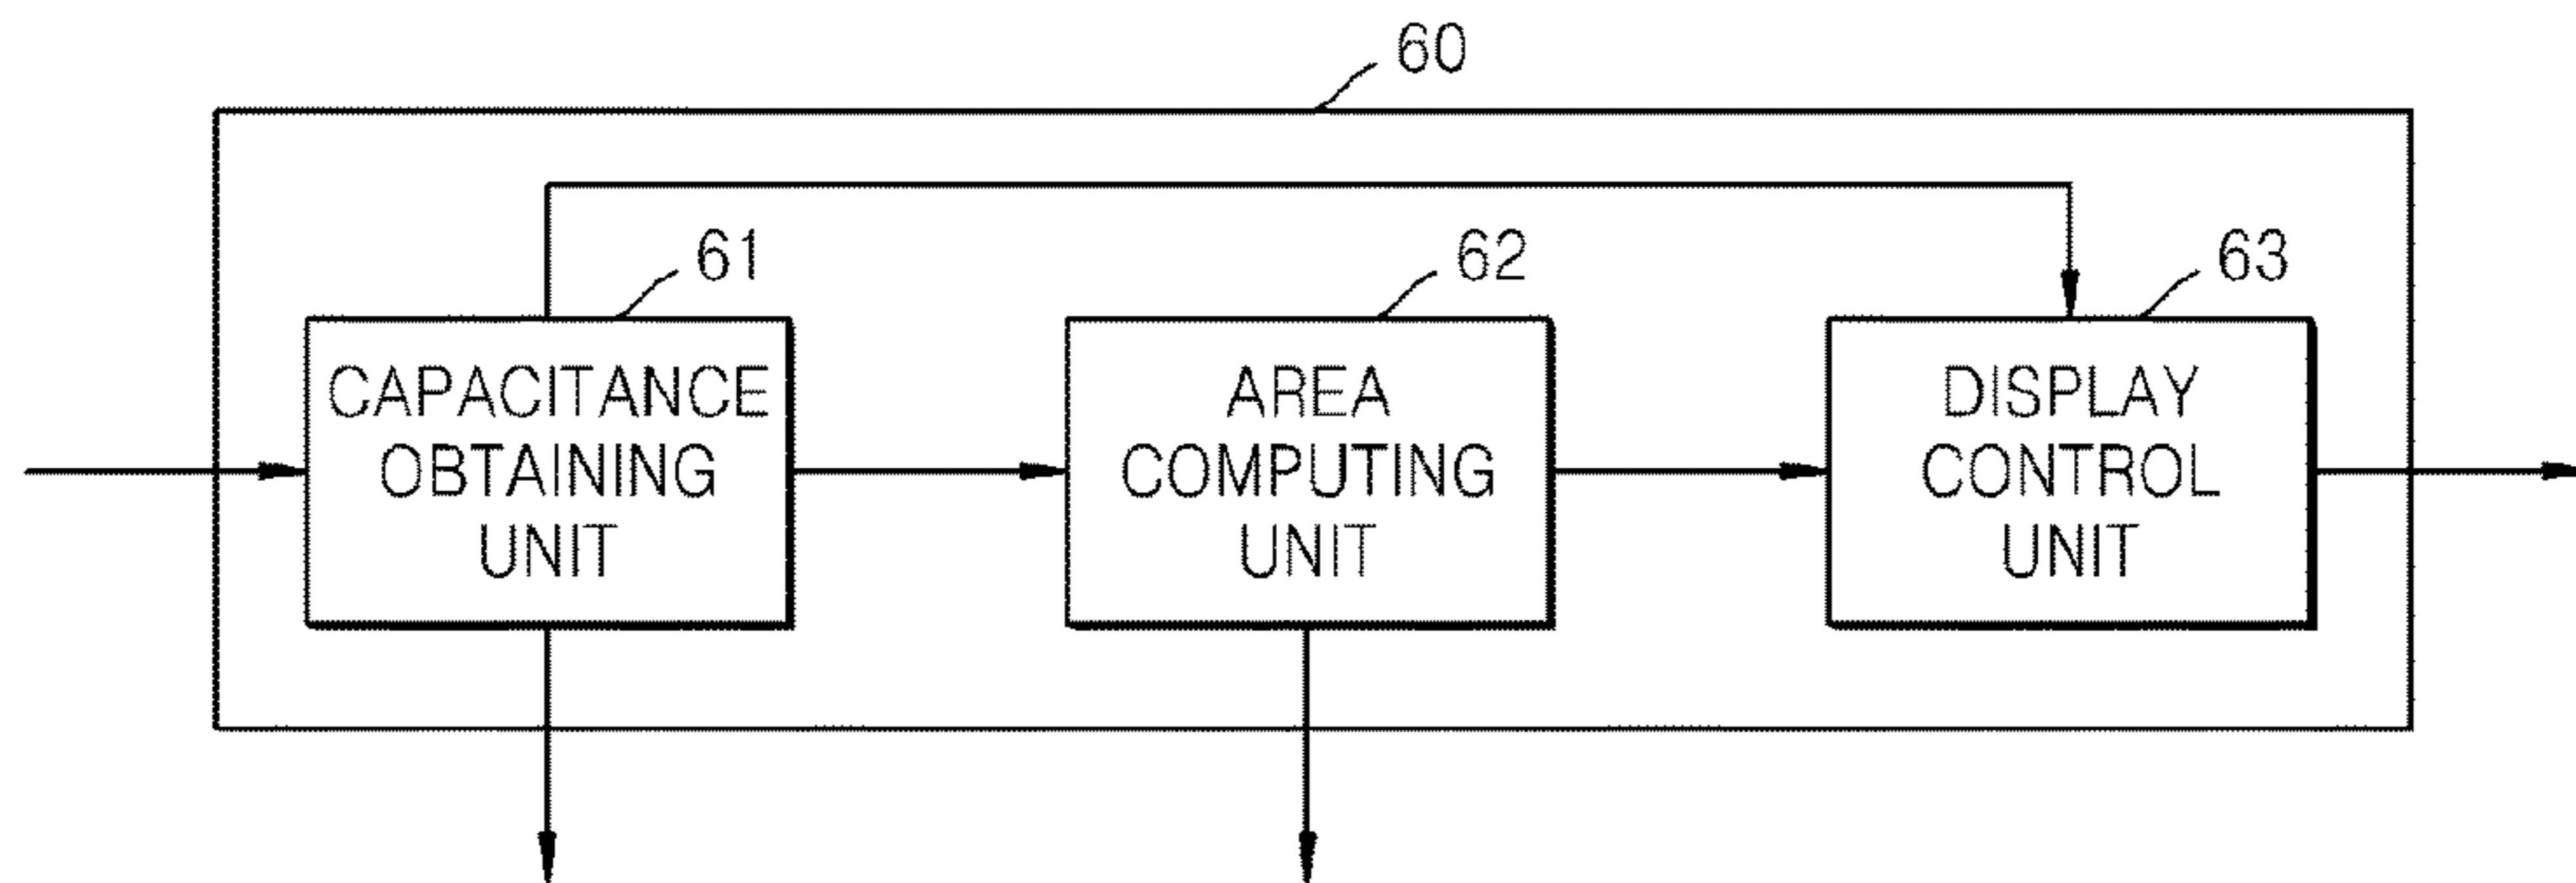 60
61
62
63
CAPACITANCE
OBTAINING
UNIT
AREA
COMPUTING
UNIT
DISPLAY
CONTROL
UNIT